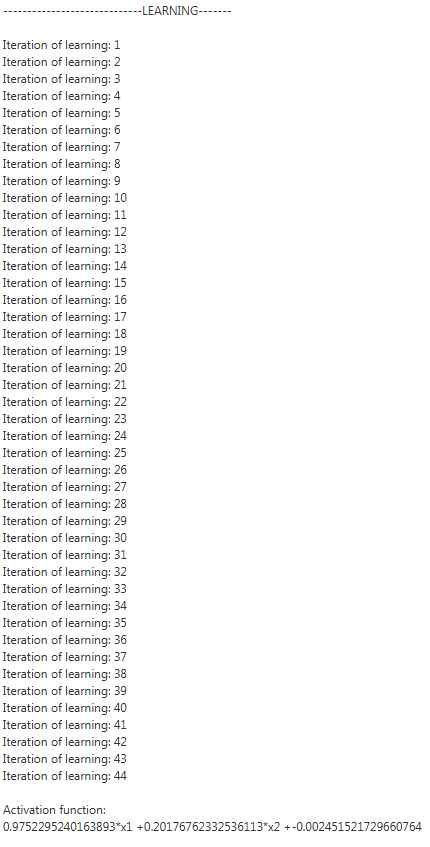 -----------------------------LEARNING-------
Iteration of learning: 1
Iteration of learning: 2
Iteration of learning: 3
Iteration of learning: 4
Iteration of learning: 5
Iteration of learning: 6
Iteration of learning: 7
Iteration of learning: 8
Iteration of learning: 9
Iteration of learning: 10
Iteration of learning: 11
Iteration of learning: 12
Iteration of learning: 13
Iteration of learning: 14
Iteration of learning: 15
Iteration of learning: 16
Iteration of learning: 17
Iteration of learning: 18
Iteration of learning: 19
Iteration of learning: 20
Iteration of learning: 21
Iteration of learning: 22
Iteration of learning: 23
Iteration of learning: 24
Iteration of learning: 25
Iteration of learning: 26
Iteration of learning: 27
Iteration of learning: 28
Iteration of learning: 29
Iteration of learning: 30
Iteration of learning: 31
Iteration of learning: 32
Iteration of learning: 33
Iteration of learning: 34
Iteration of learning: 35
Iteration of learning: 36
Iteration of learning: 37
Iteration of learning: 38
Iteration of learning: 39
Iteration of learning: 40
Iteration of learning: 41
Iteration of learning: 42
Iteration of learning: 43
Iteration of learning: 44
Activation function:
0.9752295240163893*x1 +0.20176762332536113*x2 +-0.002451521729660764